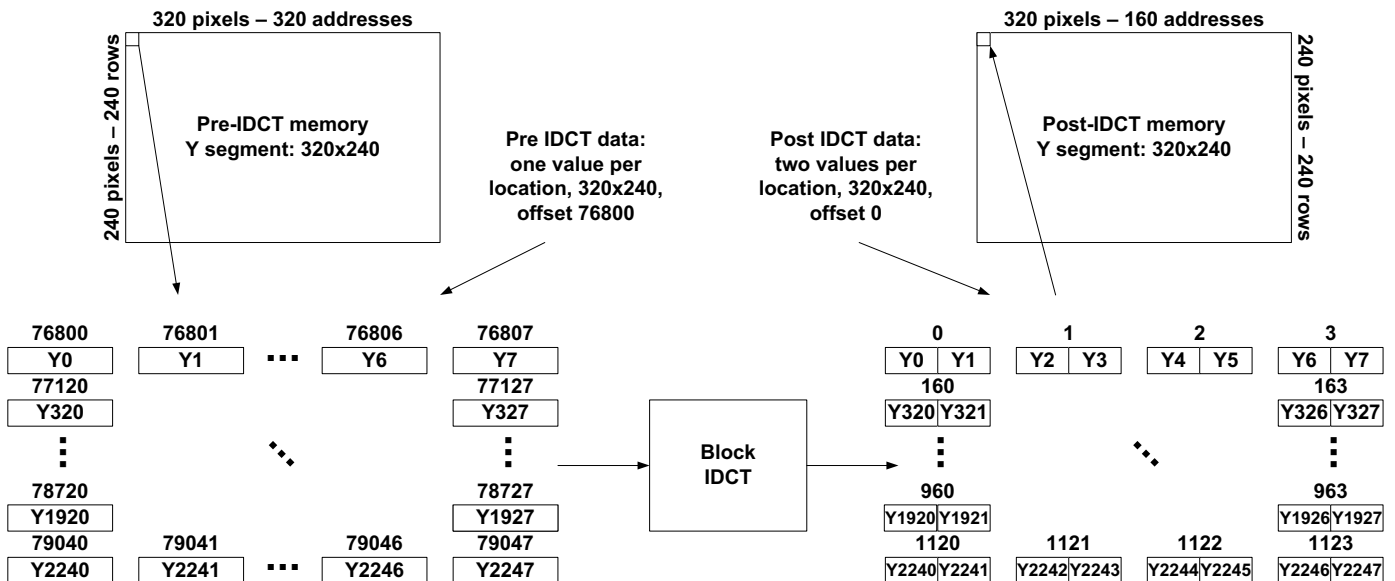 320 pixels – 320 addresses
240 pixels – 240 rows
Pre-IDCT memory
Y segment: 320x240
Pre IDCT data:
one value per
location, 320x240,
offset 76800
Post IDCT data:
two values per
location, 320x240,
offset 0
320 pixels – 160 addresses
Post-IDCT memory
Y segment: 320x240
240 pixels – 240 rows
76800 76801 76806 76807
Y0 Y1 Y6 Y7
77120 77127
Y320 Y327
78720 78727
Y1920 Y1927
79040 79041 79046 79047
Y2240 Y2241 Y2246 Y2247
Block
IDCT
0 1 2 3
Y0 Y1 Y2 Y3 Y4 Y5 Y6 Y7
160 163
Y320 Y321 Y326 Y327
960 963
Y1920 Y1921 Y1926 Y1927
1120 1121 1122 1123
Y2240 Y2241 Y2242 Y2243 Y2244 Y2245 Y2246 Y2247